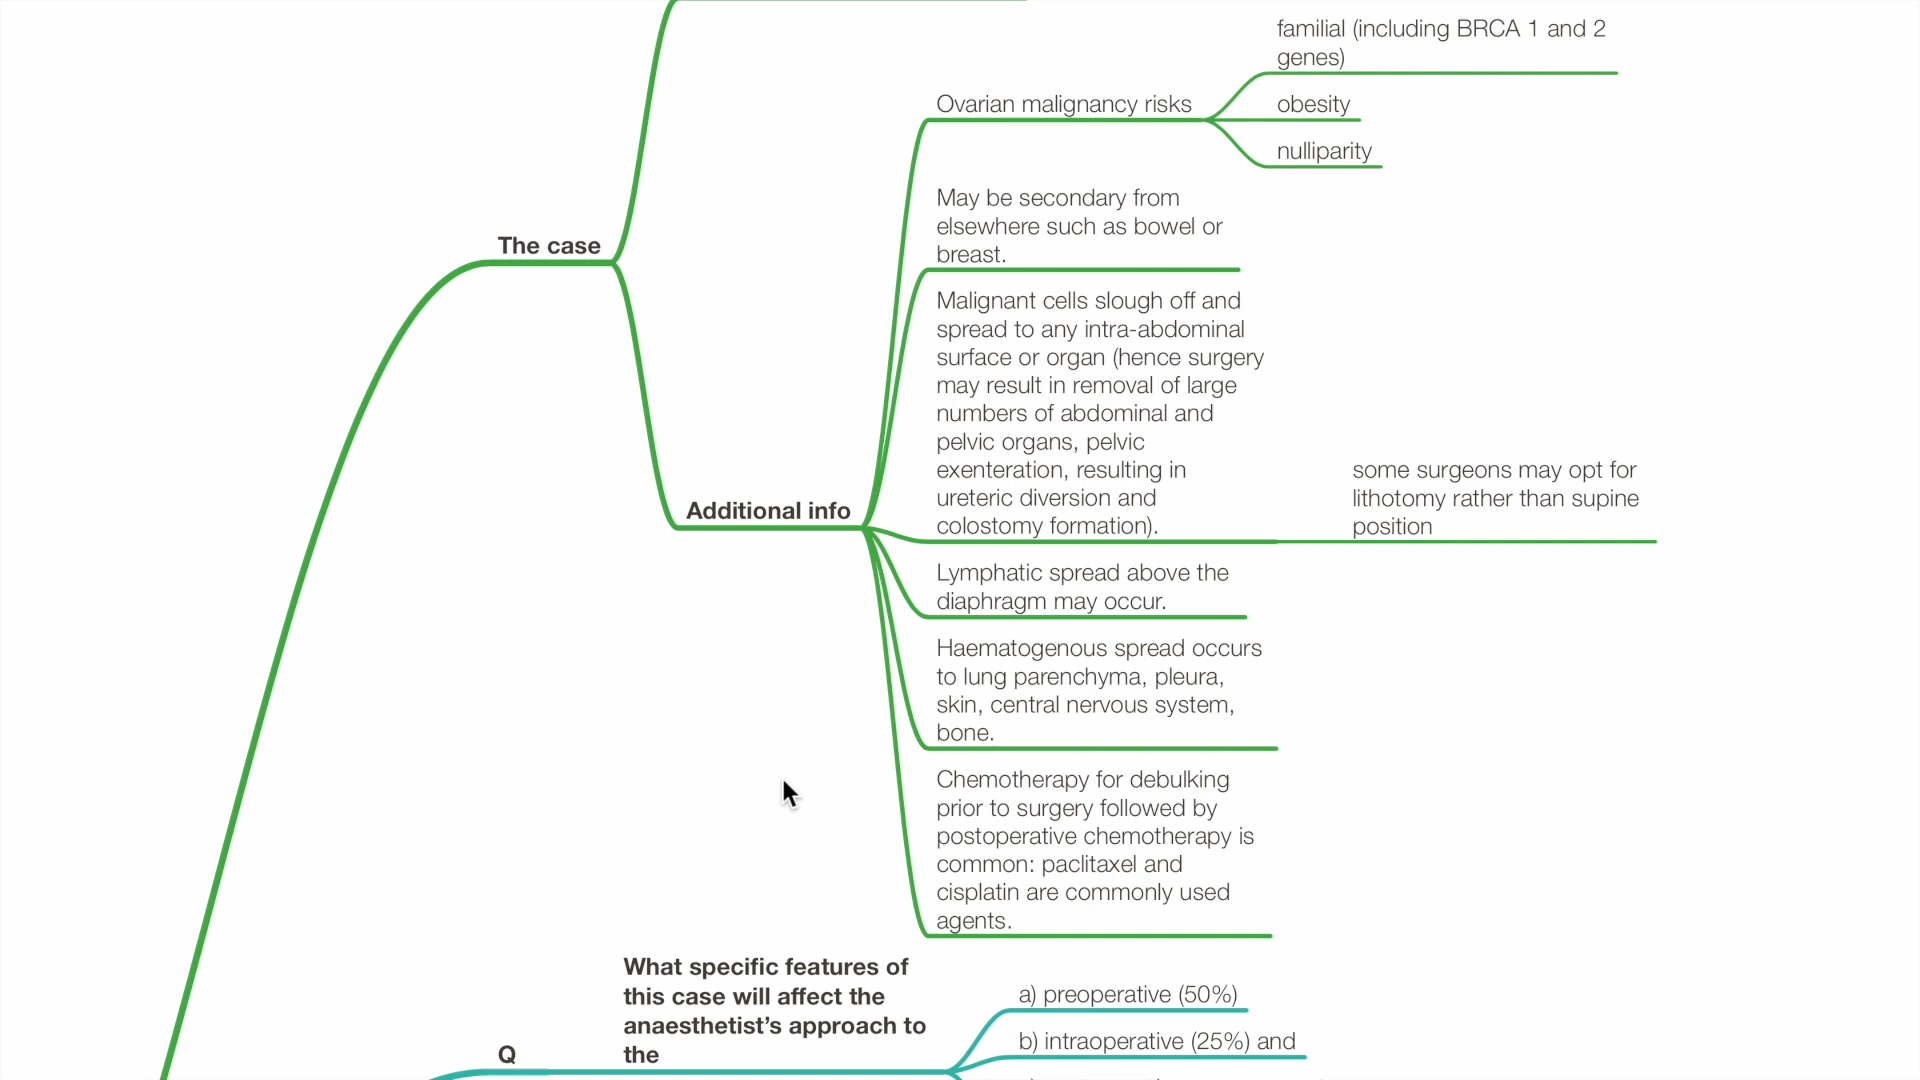 familial (including BRCA 1 and 2
genes)
Ovarian malignancy risks
obesity
nulliparity
May be secondary from
elsewhere such as bowel or
breast.
The case
Malignant cells slough off and
spread to any intra-abdominal
surface or organ (hence surgery
may result in removal of large
numbers of abdominal and
pelvic organs, pelvic
exenteration, resulting in
ureteric diversion and
colostomy formation).
some surgeons may opt for
lithotomy rather than supine
position
Additional info
Lymphatic spread above the
diaphragm may occur.
Haematogenous spread occurs
to lung parenchyma, pleura,
skin, central nervous system,
bone.
Chemotherapy for debulking
prior to surgery followed by
postoperative chemotherapy is
common: paclitaxel and
cisplatin are commonly used
agents.
Q
What specific features of
this case will affect the
anaesthetist’s approach to
the
a) preoperative (50%)
b) intraoperative (25%) and